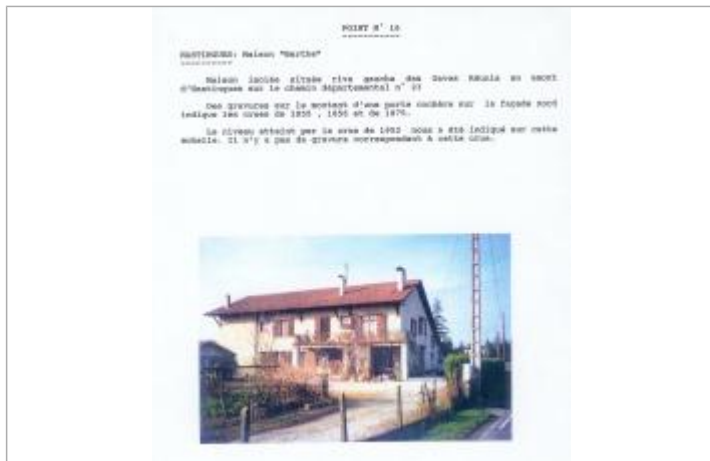 POINT N° 10
HASTINGUES: Maison "Barthe"
Maison isolée située rive gauche des Gaves Réunis en amont
d'Hastingues sur le chemin départemental n°
Des gravures sur le montant d'une porte cochère sur la façade nord
indique les crues de , et de
Le niveau atteint par la crue de 1952 nous a été indiqué sur cette
échelle. Il n'y a pas de gravure correspondant à cette crue.